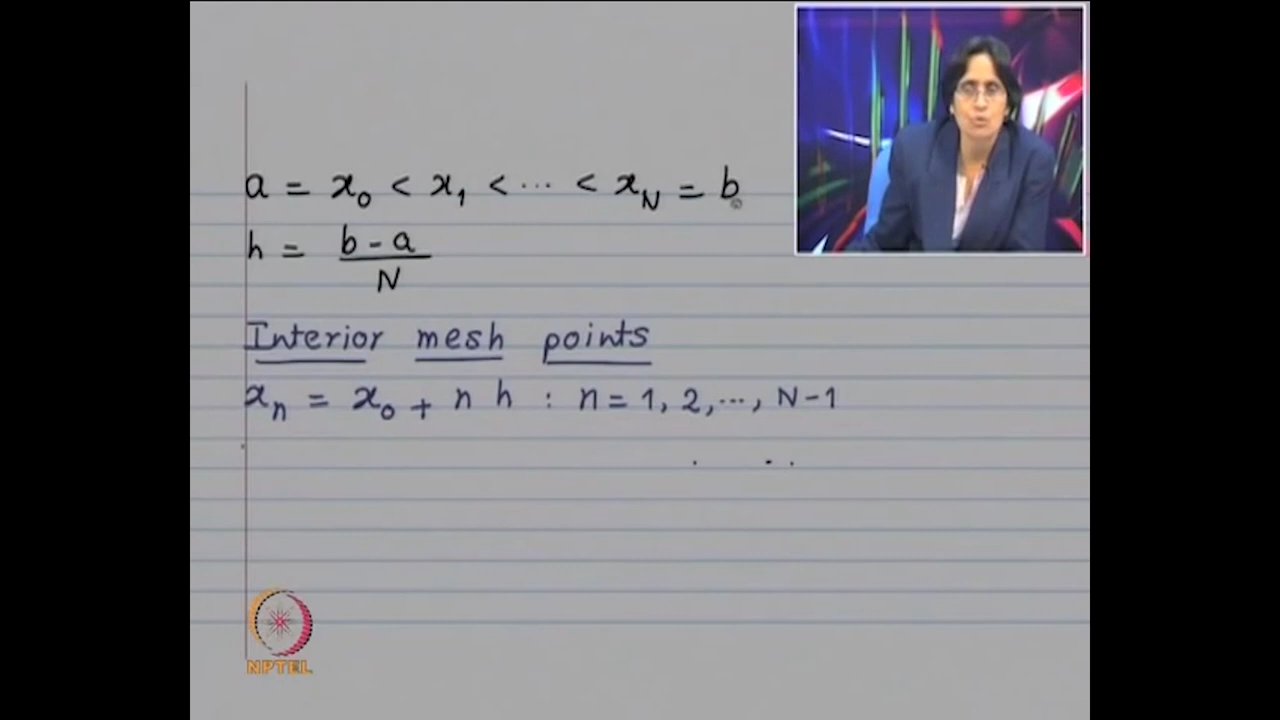 a = x₀ < x₁ < ⋯ < x_N = b
h = (b - a)/N
Interior mesh points
xₙ = x₀ + n h : n = 1, 2, ⋯, N-1
NPTEL